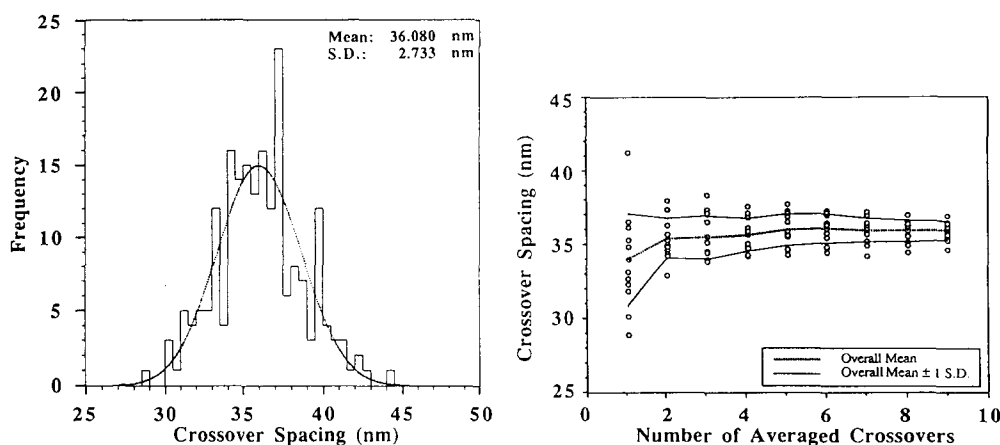 Mean: 36.080 nm
S.D.: 2.733 nm
25
20
15
10
5
0
Frequency
25 30 35 40 45 50
Crossover Spacing (nm)
45
40
35
30
25
Crossover Spacing (nm)
Overall Mean
Overall Mean ± 1 S.D.
0 2 4 6 8 10
Number of Averaged Crossovers